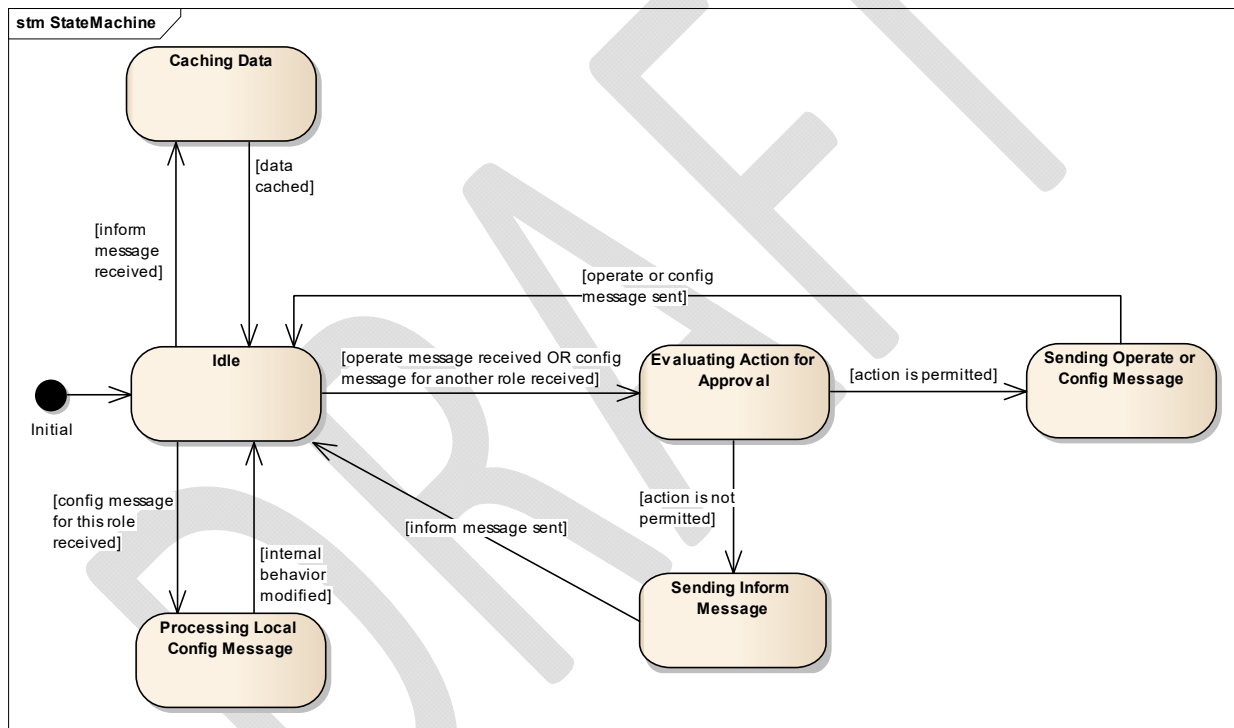 stm StateMachine
Caching Data
[data
cached]
[inform
message
received]
[operate or config
message sent]
Idle
[operate message received OR config
message for another role received]
Evaluating Action for
Approval
[action is permitted]
Sending Operate or
Config Message
Initial
[config message
for this role
received]
[internal
behavior
modified]
[inform message sent]
[action is not
permitted]
Sending Inform
Message
Processing Local
Config Message
DRAFT